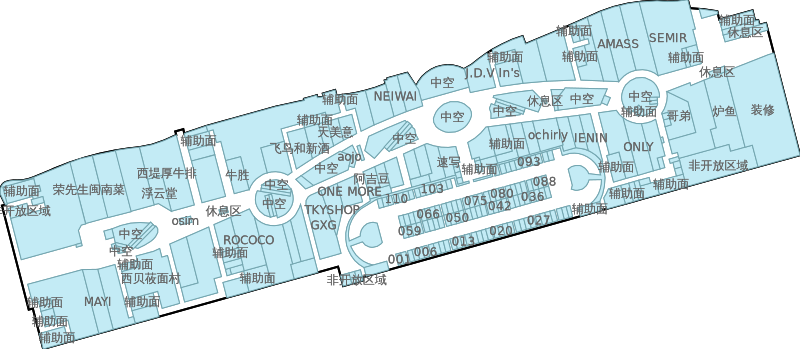 辅助面
休息区
辅助面
AMASS
SEMIR
辅助面
辅助面
辅助面
休息区
J.D.V In's
中空
NEIWAI
辅助面
休息区
中空
中空
中空
辅助面
哥弟
炉鱼
装修
中空
辅助面
天美意
飞鸟和新酒
中空
辅助面
ochirly
JENIN
ONLY
辅助面
aojo.
速写
093
辅助面
辅助面
非开放区域
中空
阿吉豆
088
辅助面
辅助面
西堤厚牛排
牛胜
中空
ONE MORE
103
110
080
036
辅助面
荣先生闽南菜
浮云堂
中空
075
042
辅助面
开放区域
休息区
TKYSHOP
066
050
027
osim
GXG
059
020
中空
ROCOCO
013
中空
辅助面
006
001
辅助面
西贝莜面村
辅助面
非开放区域
辅助面
MAYI
辅助面
辅助面
辅助面